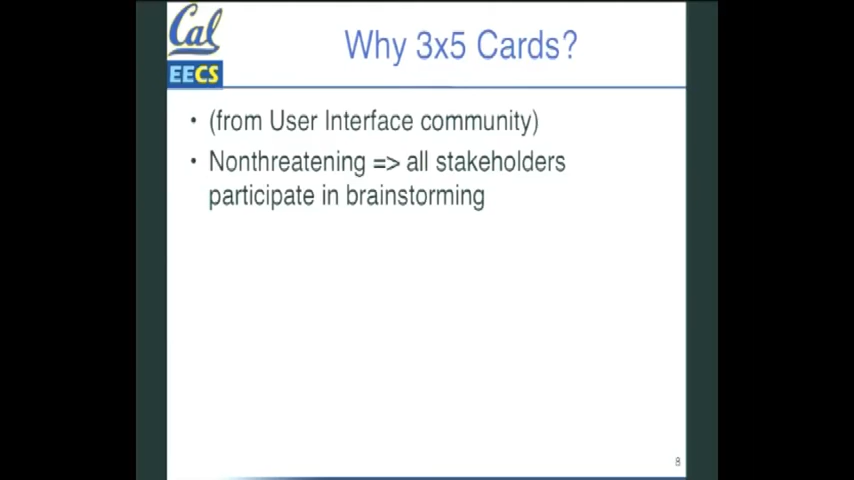 Cal
EECS
Why 3x5 Cards?
• (from User Interface community)
• Nonthreatening => all stakeholders
participate in brainstorming
8